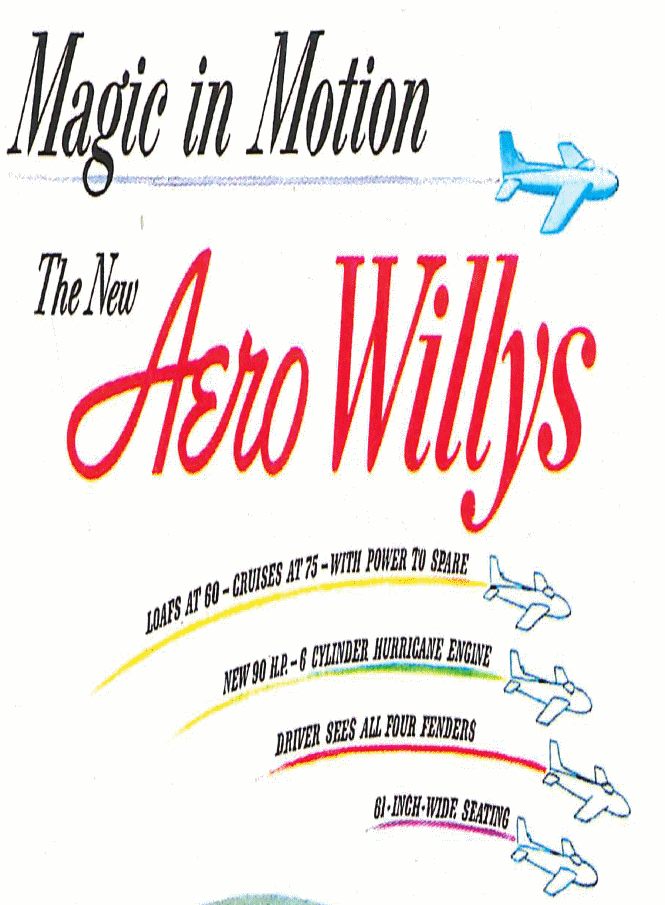 Magic in Motion
The New
Aero Willys
LOAFS AT 60 – CRUISES AT 75 – WITH POWER TO SPARE
NEW 90 H.P. – 6 CYLINDER HURRICANE ENGINE
DRIVER SEES ALL FOUR FENDERS
61-INCH-WIDE SEATING